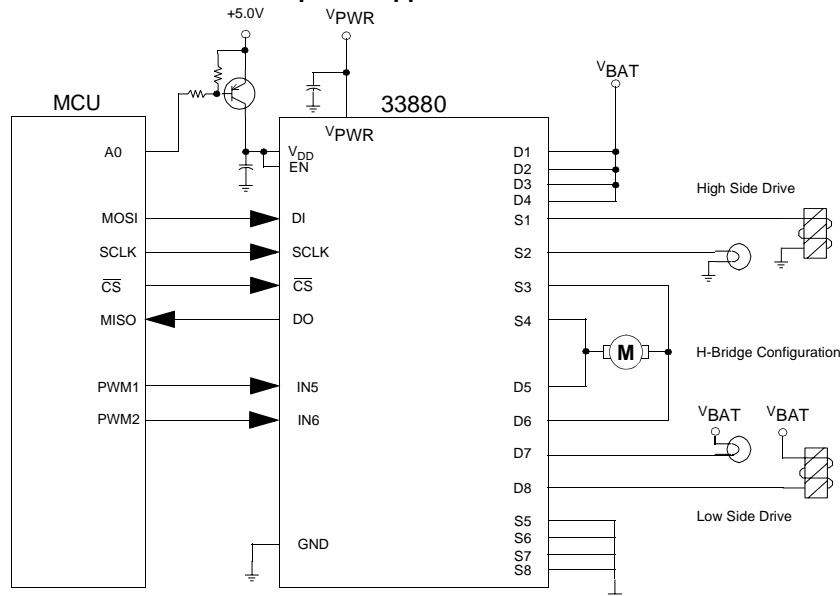 +5.0V
VPWR
VBAT
MCU
33880
VPWR
A0
VDD
EN
MOSI
DI
SCLK
SCLK
CS
CS
MISO
DO
PWM1
IN5
PWM2
IN6
GND
D1
D2
D3
D4
S1
S2
S3
S4
D5
D6
D7
D8
S5
S6
S7
S8
High Side Drive
M
H-Bridge Configuration
VBAT
VBAT
Low Side Drive